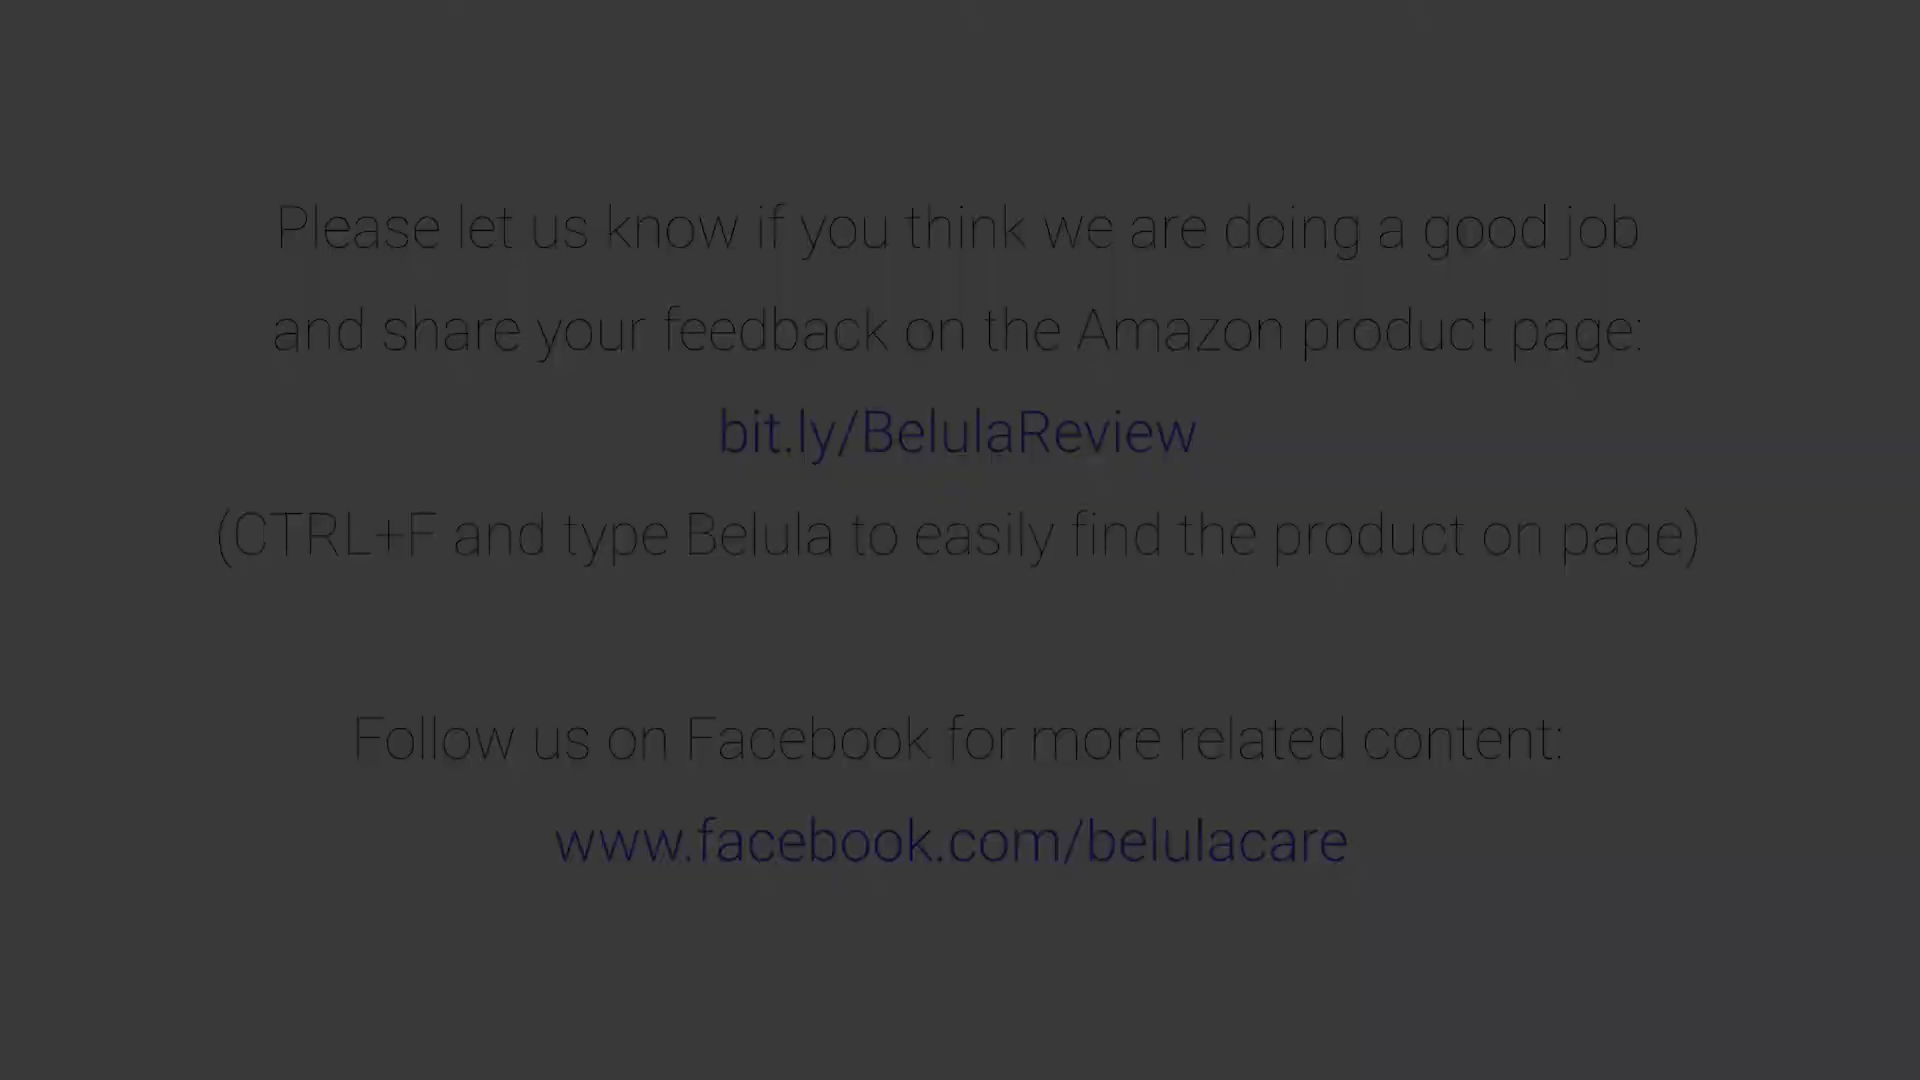 Please let us know if you think we are doing a good job
and share your feedback on the Amazon product page:
bit.ly/BelulaReview
(CTRL+F and type Belula to easily find the product on page)
Follow us on Facebook for more related content:
www.facebook.com/belulacare